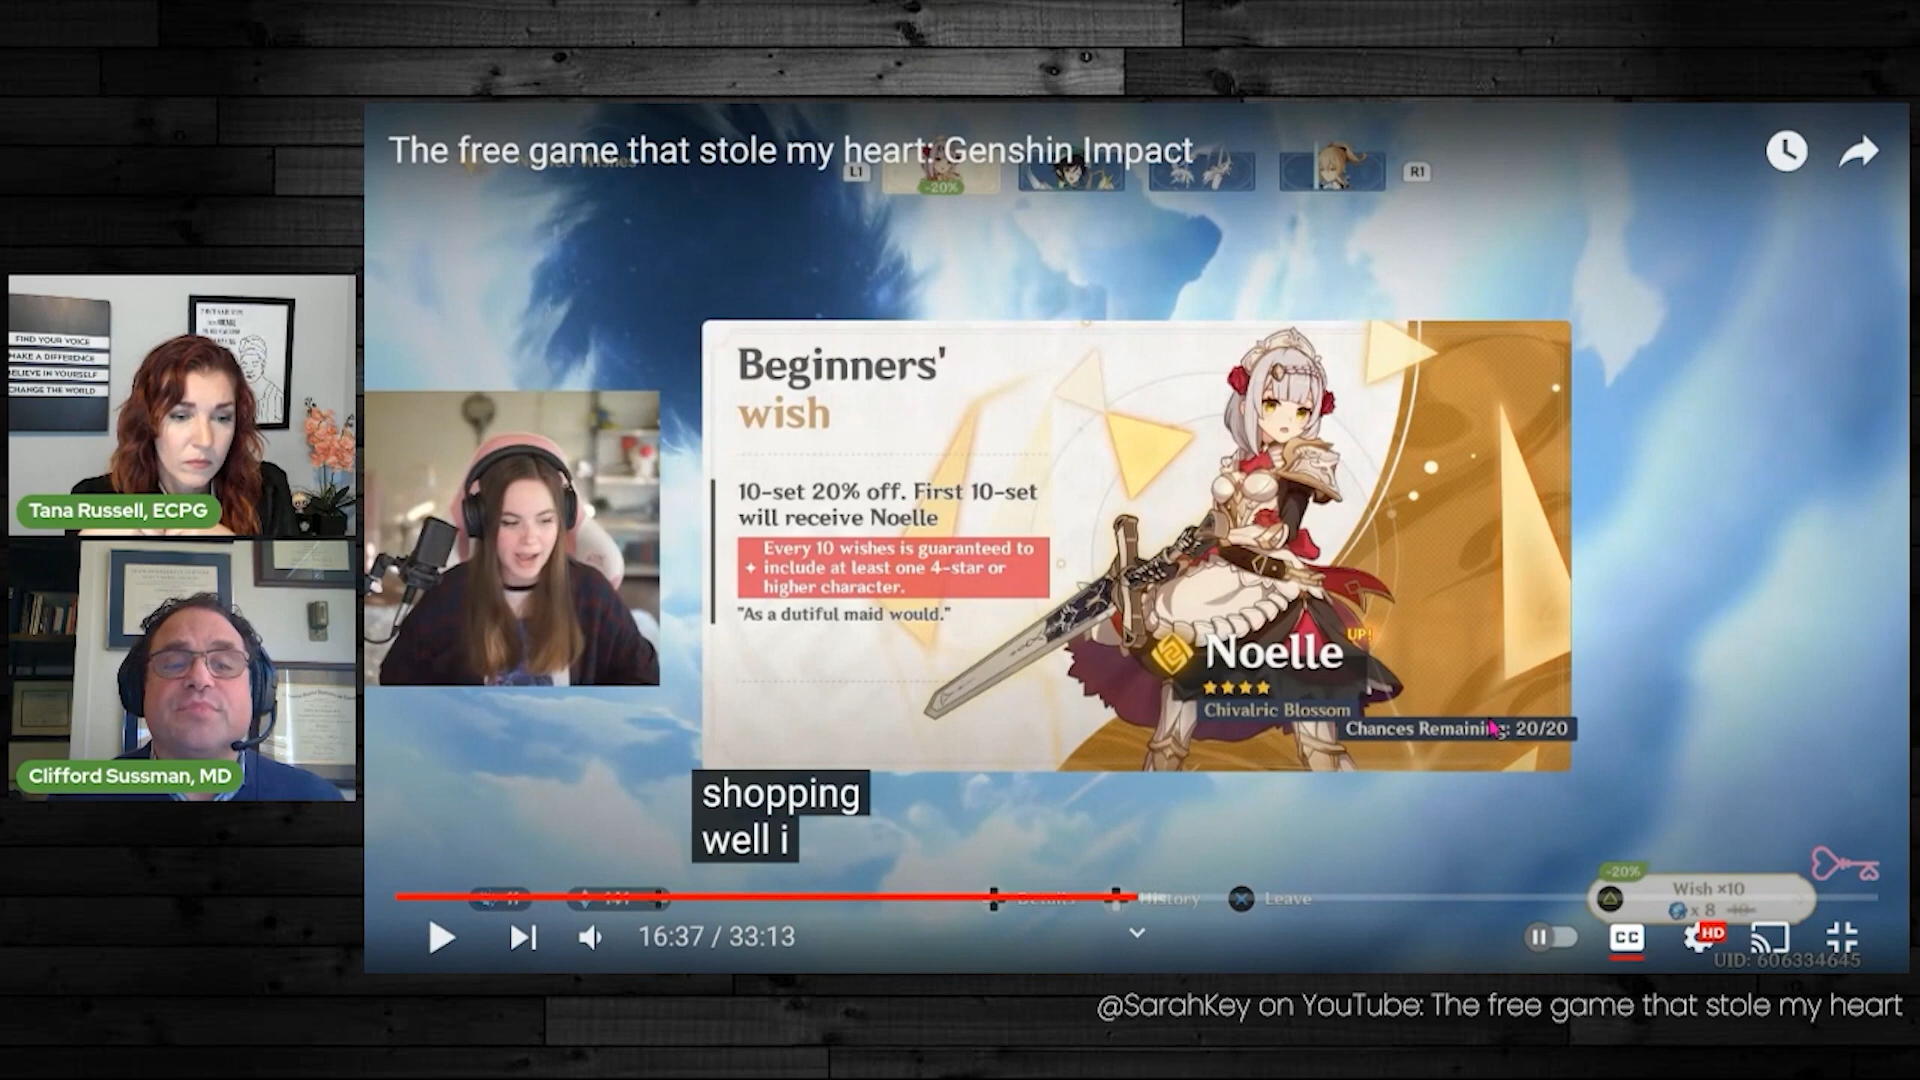 The free game that stole my heart: Genshin Impact
L1
-20%
R1
FIND YOUR VOICE
MAKE A DIFFERENCE
BELIEVE IN YOURSELF
CHANGE THE WORLD
Tana Russell, ECPG
Clifford Sussman, MD
Beginners'
wish
10-set 20% off. First 10-set
will receive Noelle
Every 10 wishes is guaranteed to
include at least one 4-star or
higher character.
"As a dutiful maid would."
UP!
Noelle
Chivalric Blossom
Chances Remaining: 20/20
shopping
well i
Details
History
Leave
-20%
Wish ×10
x 8
16:37 / 33:13
CC
HD
UID: 606334645
@SarahKey on YouTube: The free game that stole my heart